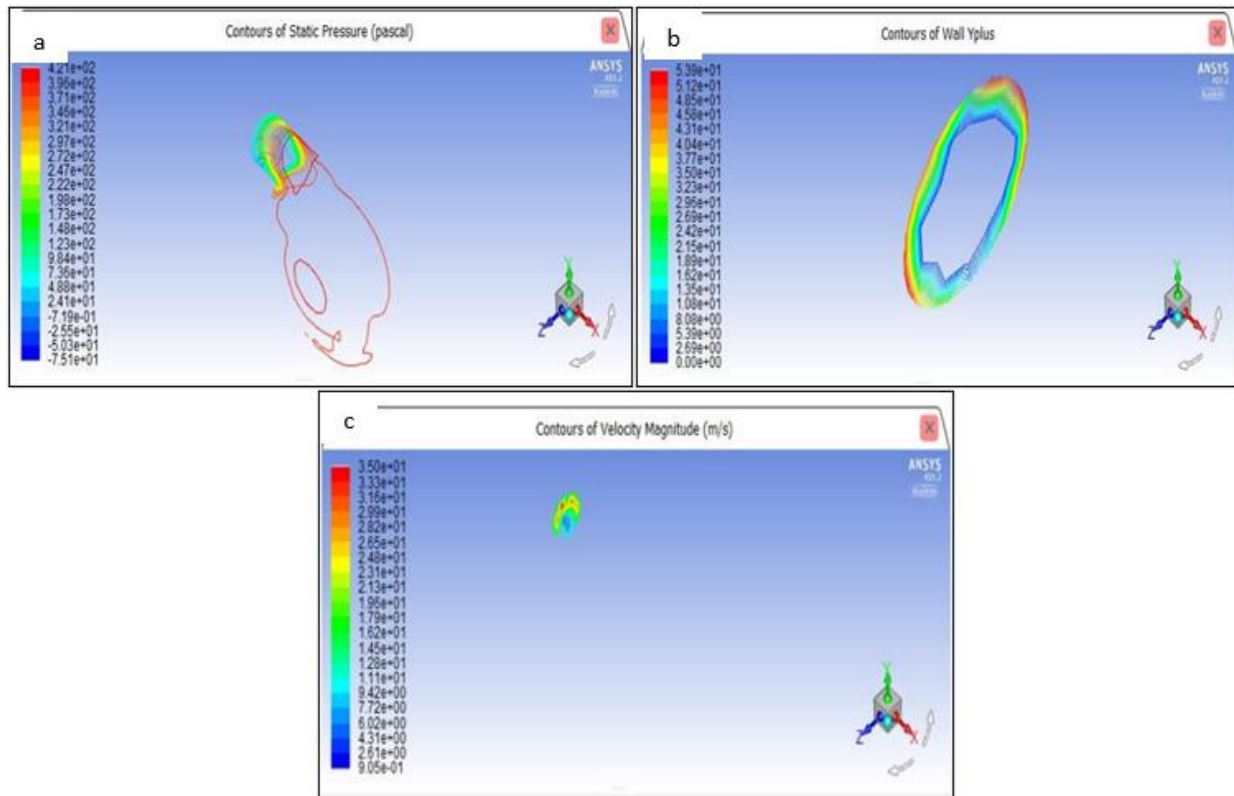 a
Contours of Static Pressure (pascal)
ANSYS
4.21e+02
3.96e+02
3.71e+02
3.46e+02
3.21e+02
2.97e+02
2.72e+02
2.47e+02
2.22e+02
1.98e+02
1.73e+02
1.48e+02
1.23e+02
9.84e+01
7.36e+01
4.88e+01
2.41e+01
-7.19e-01
-2.55e+01
-5.03e+01
-7.51e+01
Y
Z
X
b
Contours of Wall Yplus
ANSYS
5.39e+01
5.12e+01
4.85e+01
4.58e+01
4.31e+01
4.04e+01
3.77e+01
3.50e+01
3.23e+01
2.96e+01
2.69e+01
2.42e+01
2.15e+01
1.89e+01
1.62e+01
1.35e+01
1.08e+01
8.08e+00
5.39e+00
2.69e+00
0.00e+00
Y
Z
X
c
Contours of Velocity Magnitude (m/s)
ANSYS
3.50e+01
3.33e+01
3.16e+01
2.99e+01
2.82e+01
2.65e+01
2.48e+01
2.31e+01
2.13e+01
1.96e+01
1.79e+01
1.62e+01
1.45e+01
1.28e+01
1.11e+01
9.42e+00
7.72e+00
6.02e+00
4.31e+00
2.61e+00
9.05e-01
Y
Z
X